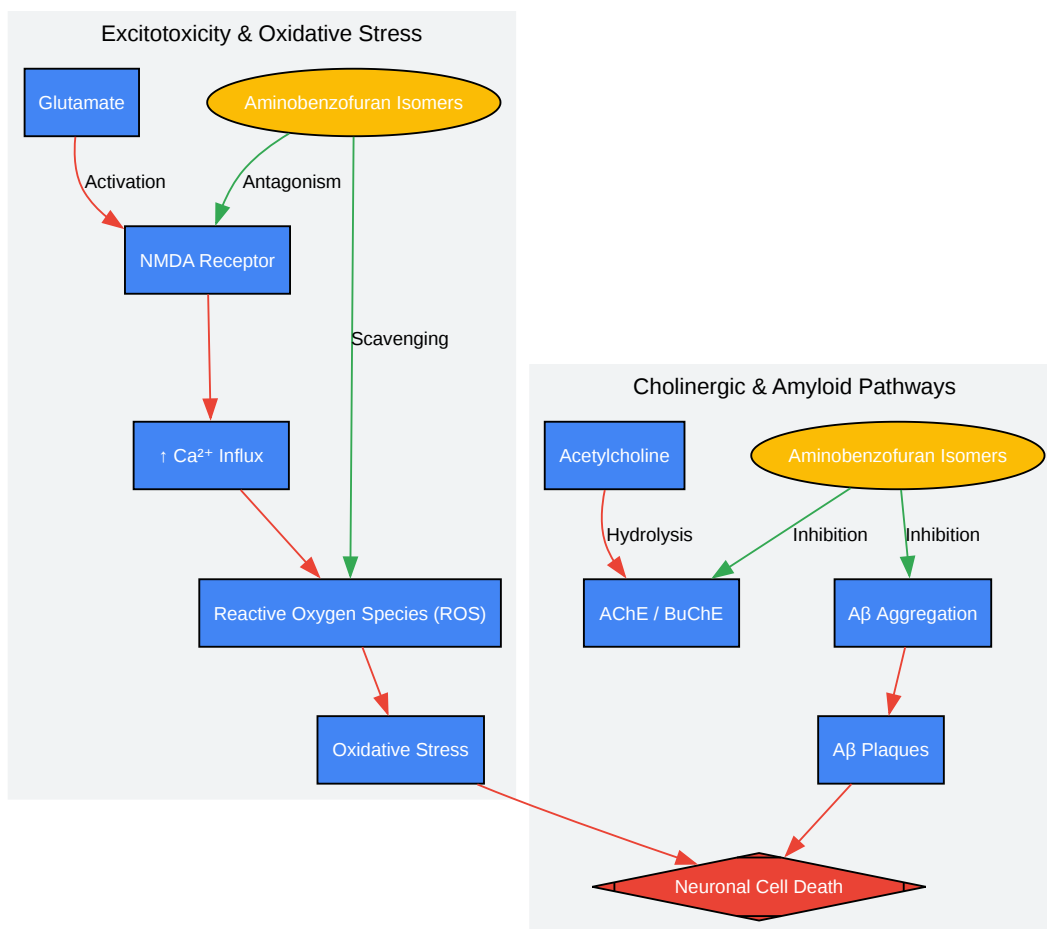 Excitotoxicity & Oxidative Stress
Glutamate
Aminobenzofuran Isomers
Activation
Antagonism
NMDA Receptor
Scavenging
↑ Ca²⁺ Influx
Reactive Oxygen Species (ROS)
Oxidative Stress
Cholinergic & Amyloid Pathways
Acetylcholine
Aminobenzofuran Isomers
Hydrolysis
Inhibition
Inhibition
AChE / BuChE
Aβ Aggregation
Aβ Plaques
Neuronal Cell Death